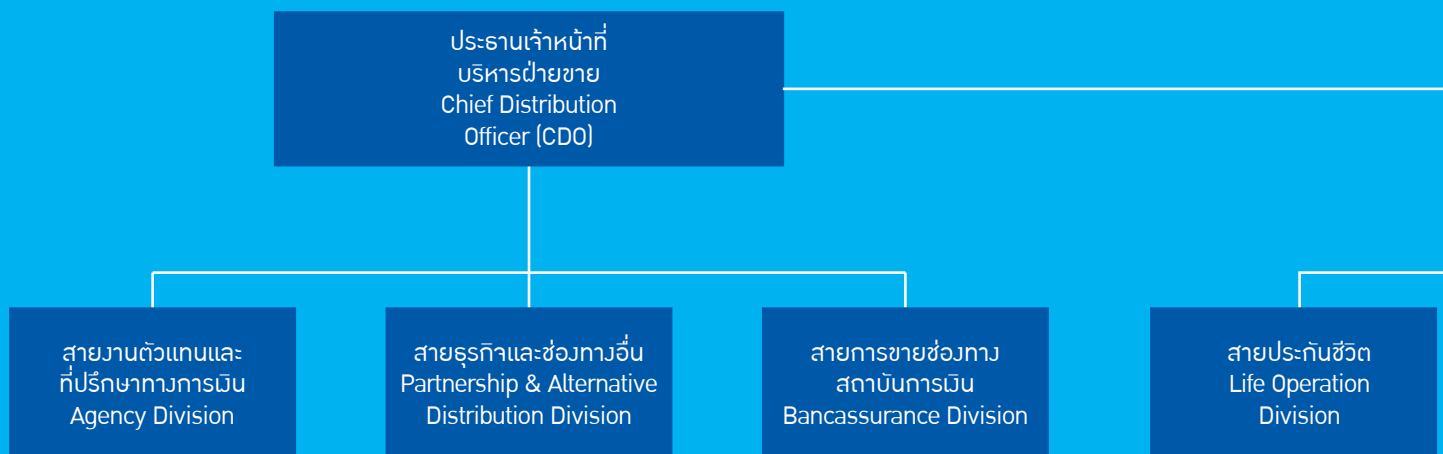 ประธานเจ้าหน้าที่
บริหารฝ่ายขาย
Chief Distribution
Officer (CDO)
สายงานตัวแทนและ
ที่ปรึกษาทางการเงิน
Agency Division
สายธุรกิจและช่องทางอื่น
Partnership & Alternative
Distribution Division
สายการขายช่องทาง
สถาบันการเงิน
Bancassurance Division
สายประกันชีวิต
Life Operation
Division